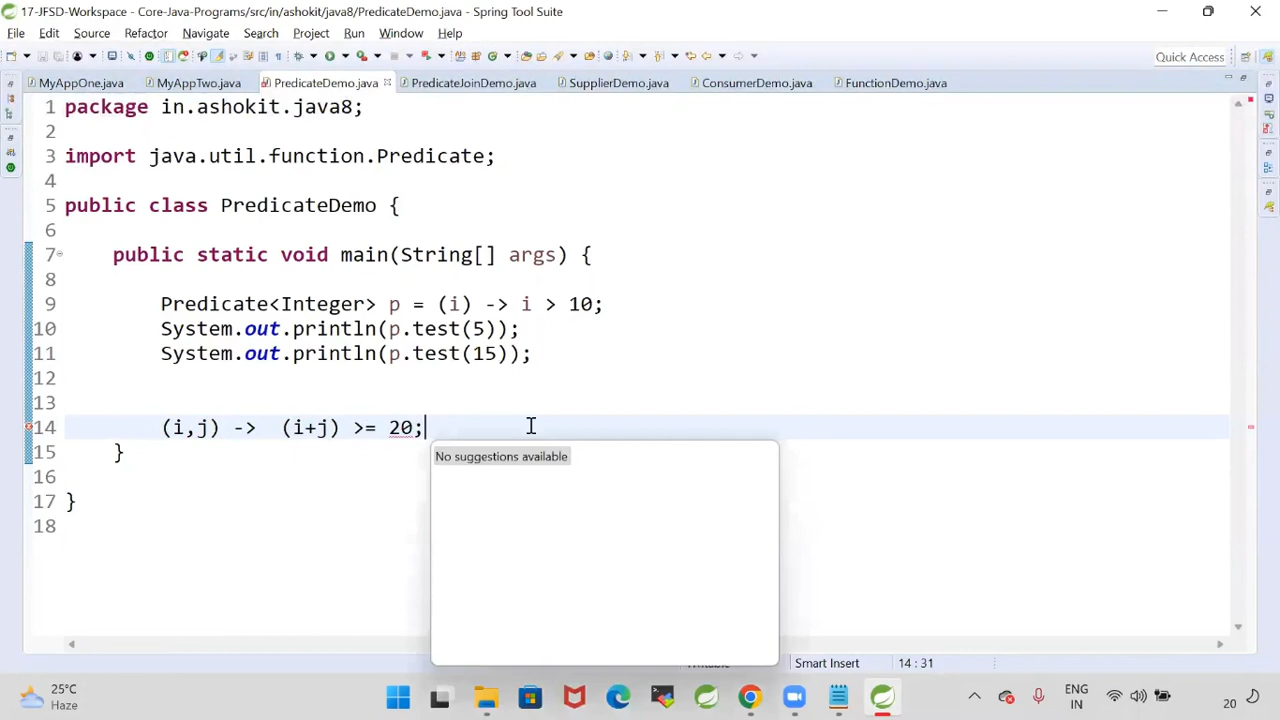 17-JFSD-Workspace - Core-Java-Programs/src/in/ashokit/java8/PredicateDemo.java - Spring Tool Suite
File Edit Source Refactor Navigate Search Project Run Window Help
Quick Access
MyAppOne.java MyAppTwo.java PredicateDemo.java PredicateJoinDemo.java SupplierDemo.java ConsumerDemo.java FunctionDemo.java
1 package in.ashokit.java8;
2
3 import java.util.function.Predicate;
4
5 public class PredicateDemo {
6
7 public static void main(String[] args) {
8
9 Predicate<Integer> p = (i) -> i > 10;
10 System.out.println(p.test(5));
11 System.out.println(p.test(15));
12
13
14 (i,j) -> (i+j) >= 20;
15 }
16
17 }
18
No suggestions available
Writable Smart Insert 14 : 31
25°C
Haze
ENG
IN
20